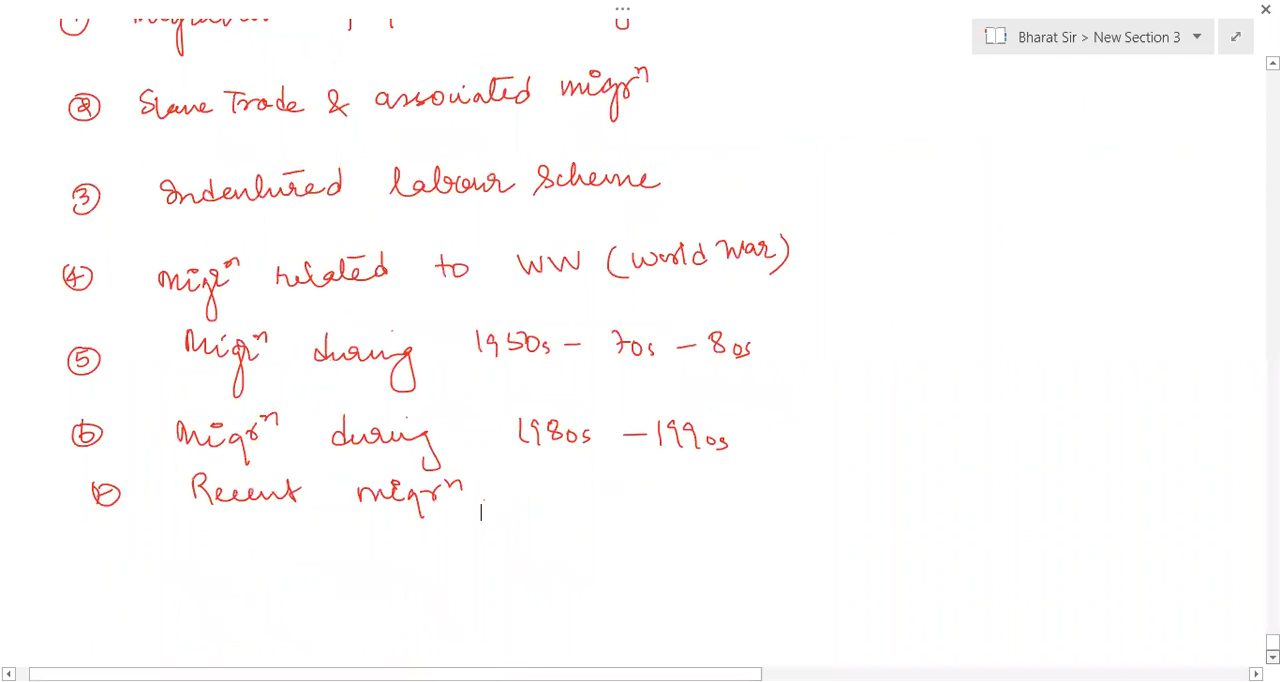 Bharat Sir > New Section 3
① 
② Slave Trade & associated migrⁿ
③ Indentured labour Scheme
④ migrⁿ related to WW (world war)
⑤ Migrⁿ during 1950s - 70s - 80s
⑥ Migrⁿ during 1980s - 1990s
⑦ Recent migrⁿ